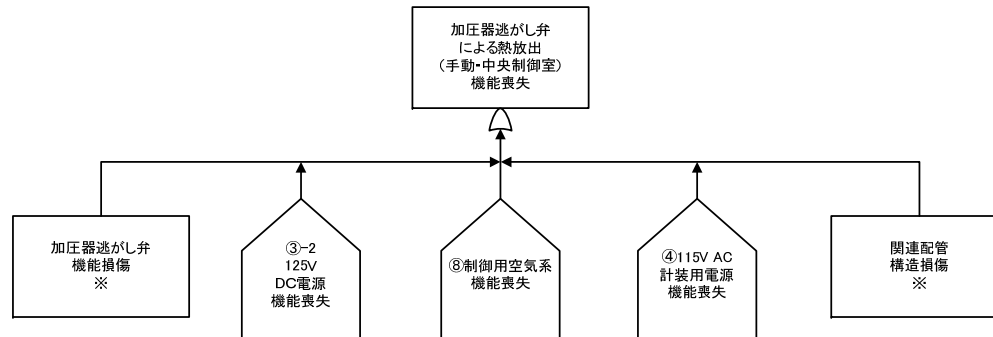 加圧器逃がし弁
による熱放出
(手動・中央制御室)
機能喪失
加圧器逃がし弁
機能損傷
※
③-2
125V
DC電源
機能喪失
⑧制御用空気系
機能喪失
④115V AC
計装用電源
機能喪失
関連配管
構造損傷
※